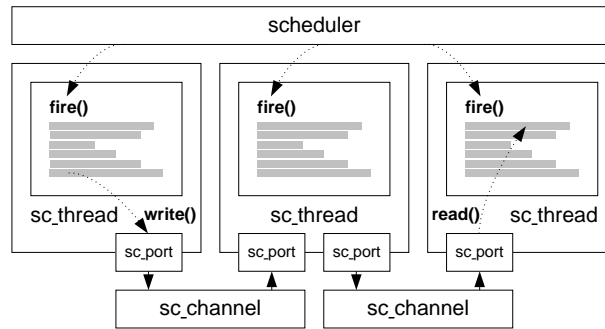 scheduler
fire()
fire()
fire()
sc_thread
write()
sc_thread
read()
sc_thread
sc_port
sc_port
sc_port
sc_port
sc_channel
sc_channel